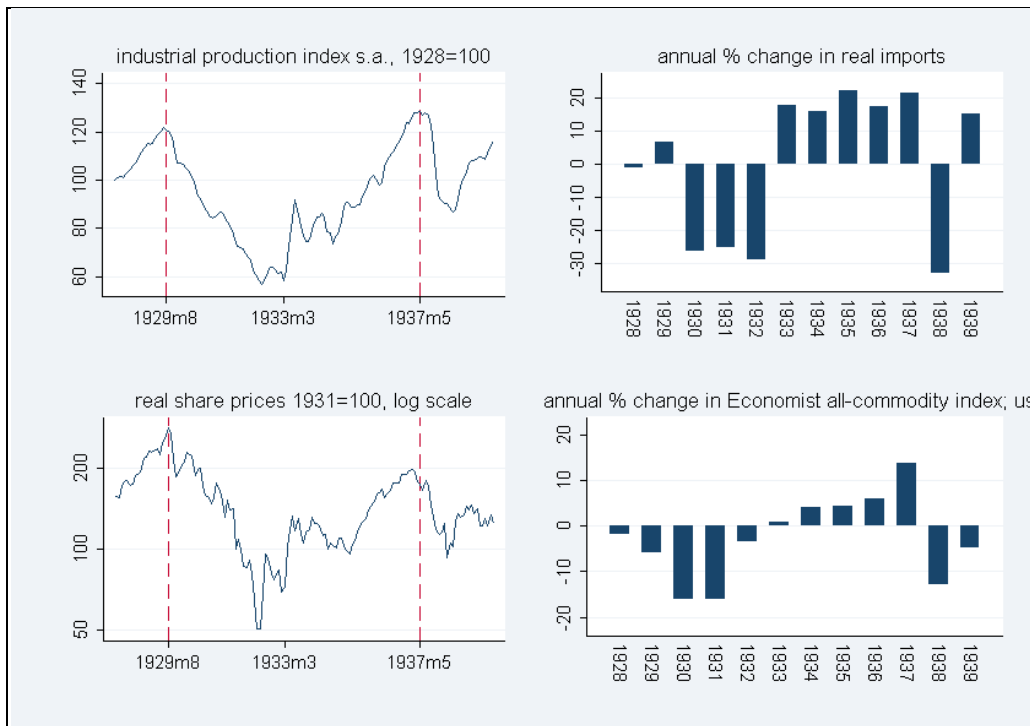 industrial production index s.a., 1928=100
140
120
100
80
60
1929m8 1933m3 1937m5
annual % change in real imports
20
10
0
-10
-20
-30
1928 1929 1930 1931 1932 1933 1934 1935 1936 1937 1938 1939
real share prices 1931=100, log scale
200
100
50
1929m8 1933m3 1937m5
annual % change in Economist all-commodity index; us
20
10
0
-10
-20
1928 1929 1930 1931 1932 1933 1934 1935 1936 1937 1938 1939